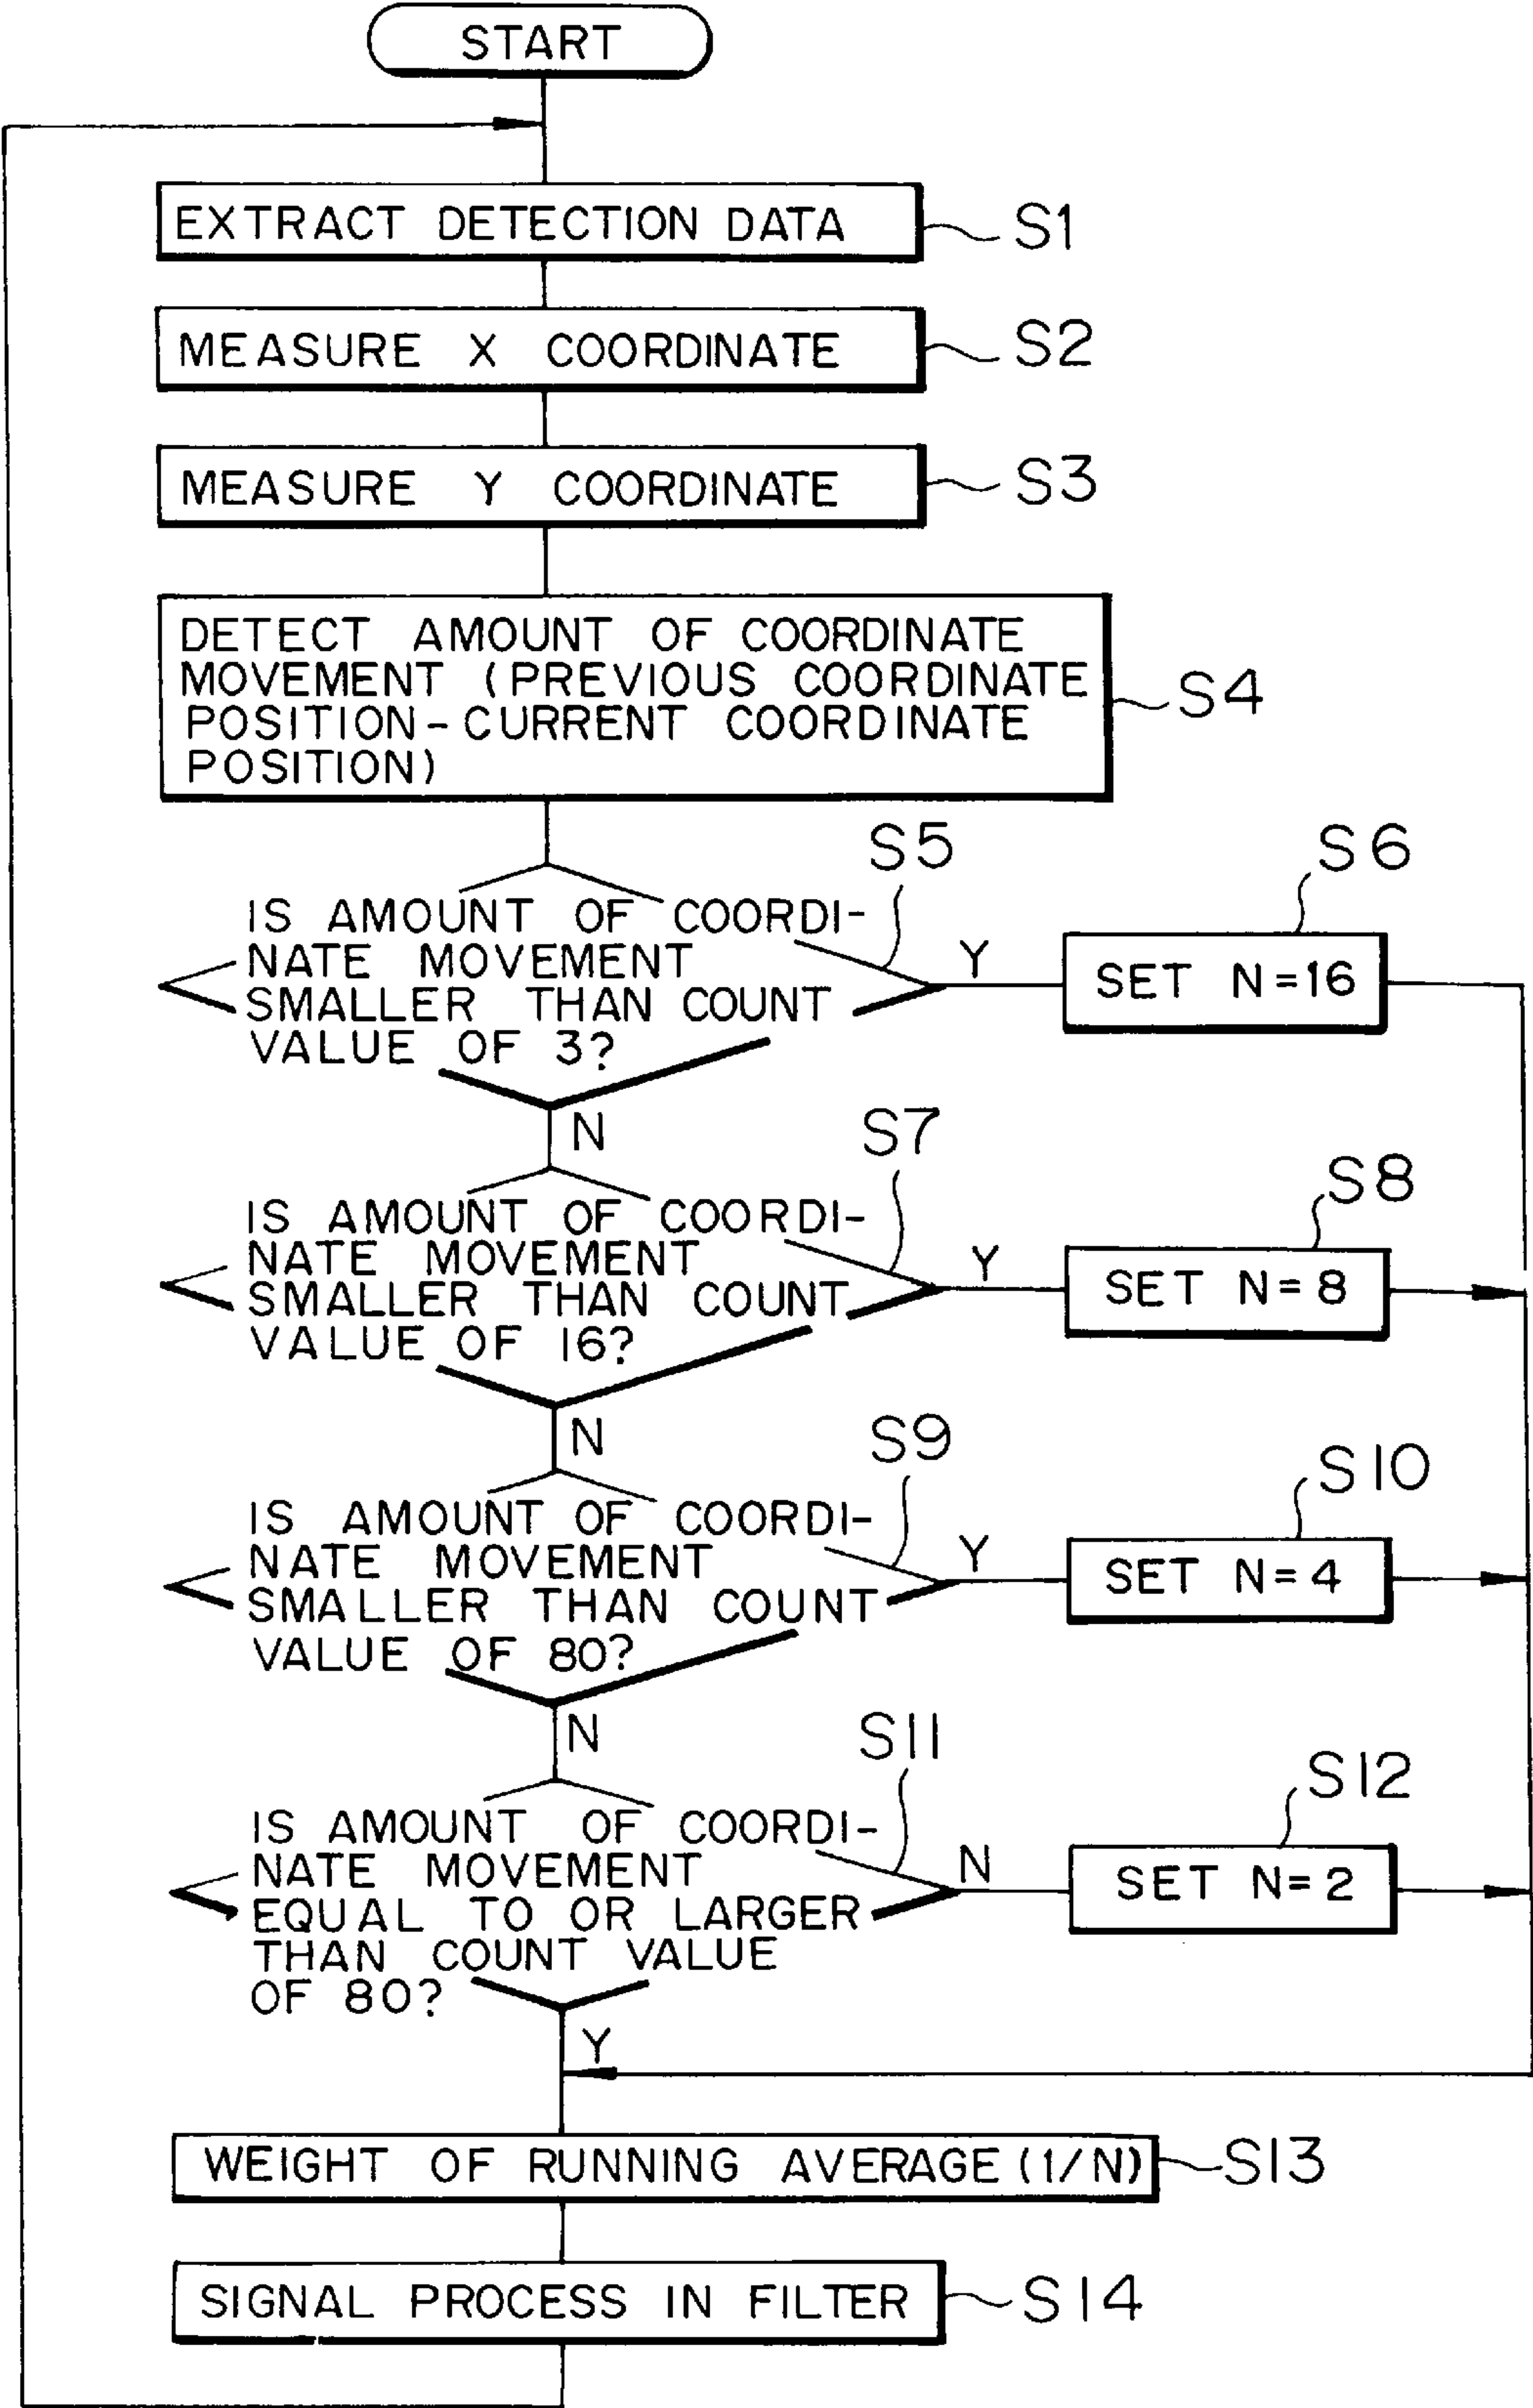 START
EXTRACT DETECTION DATA
S1
MEASURE X COORDINATE
S2
MEASURE Y COORDINATE
S3
DETECT AMOUNT OF COORDINATE
MOVEMENT (PREVIOUS COORDINATE
POSITION-CURRENT COORDINATE
POSITION)
S4
S5
IS AMOUNT OF COORDI-
NATE MOVEMENT
SMALLER THAN COUNT
VALUE OF 3?
Y
S6
SET N=16
N
S7
IS AMOUNT OF COORDI-
NATE MOVEMENT
SMALLER THAN COUNT
VALUE OF 16?
Y
S8
SET N=8
N
S9
IS AMOUNT OF COORDI-
NATE MOVEMENT
SMALLER THAN COUNT
VALUE OF 80?
Y
S10
SET N=4
N
S11
IS AMOUNT OF COORDI-
NATE MOVEMENT
EQUAL TO OR LARGER
THAN COUNT VALUE
OF 80?
N
S12
SET N=2
Y
WEIGHT OF RUNNING AVERAGE (1/N)
S13
SIGNAL PROCESS IN FILTER
S14